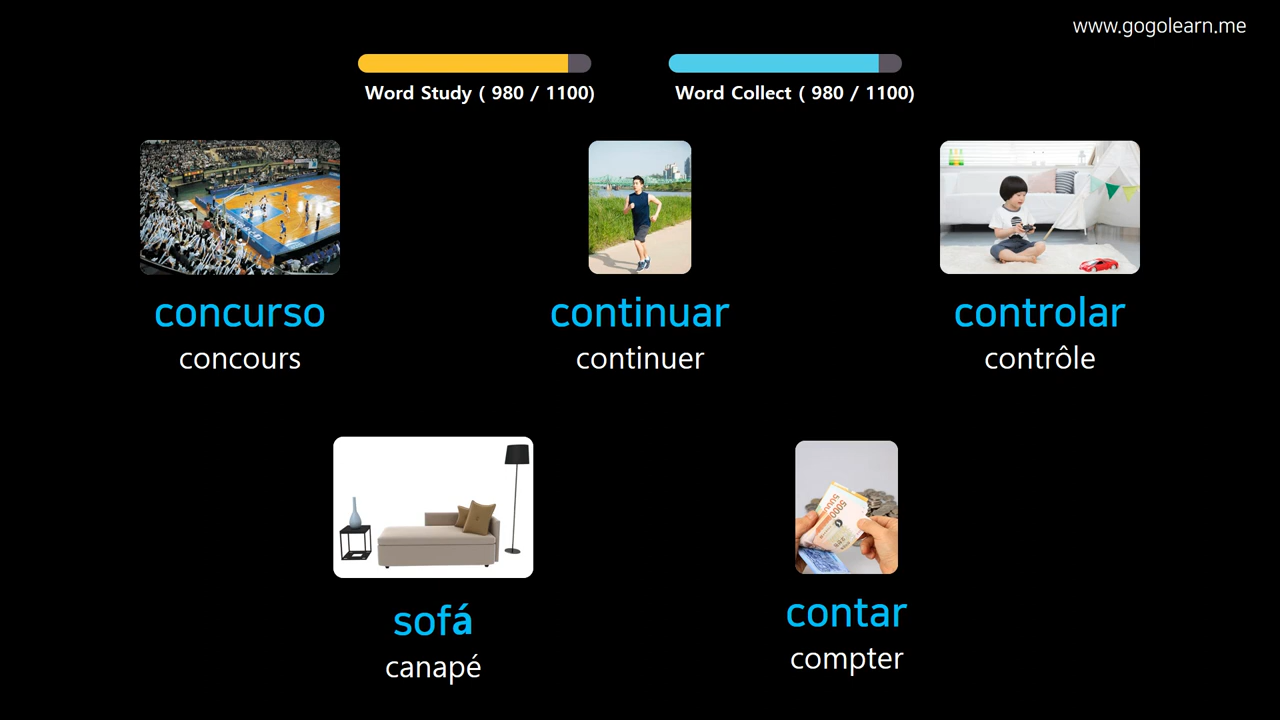 www.gogolearn.me
Word Study ( 980 / 1100)
Word Collect ( 980 / 1100)
concurso
concours
continuar
continuer
controlar
contrôle
sofá
canapé
5000
contar
compter